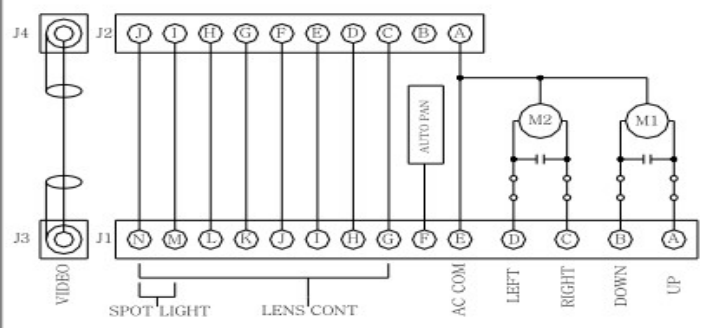 J4 J2 J I H G F E D C B A
AUTO PAN
M2 M1
J3 J1 N M L K J I H G F E D C B A
VIDEO
SPOT LIGHT
LENS CONT
AC COM
LEFT
RIGHT
DOWN
UP